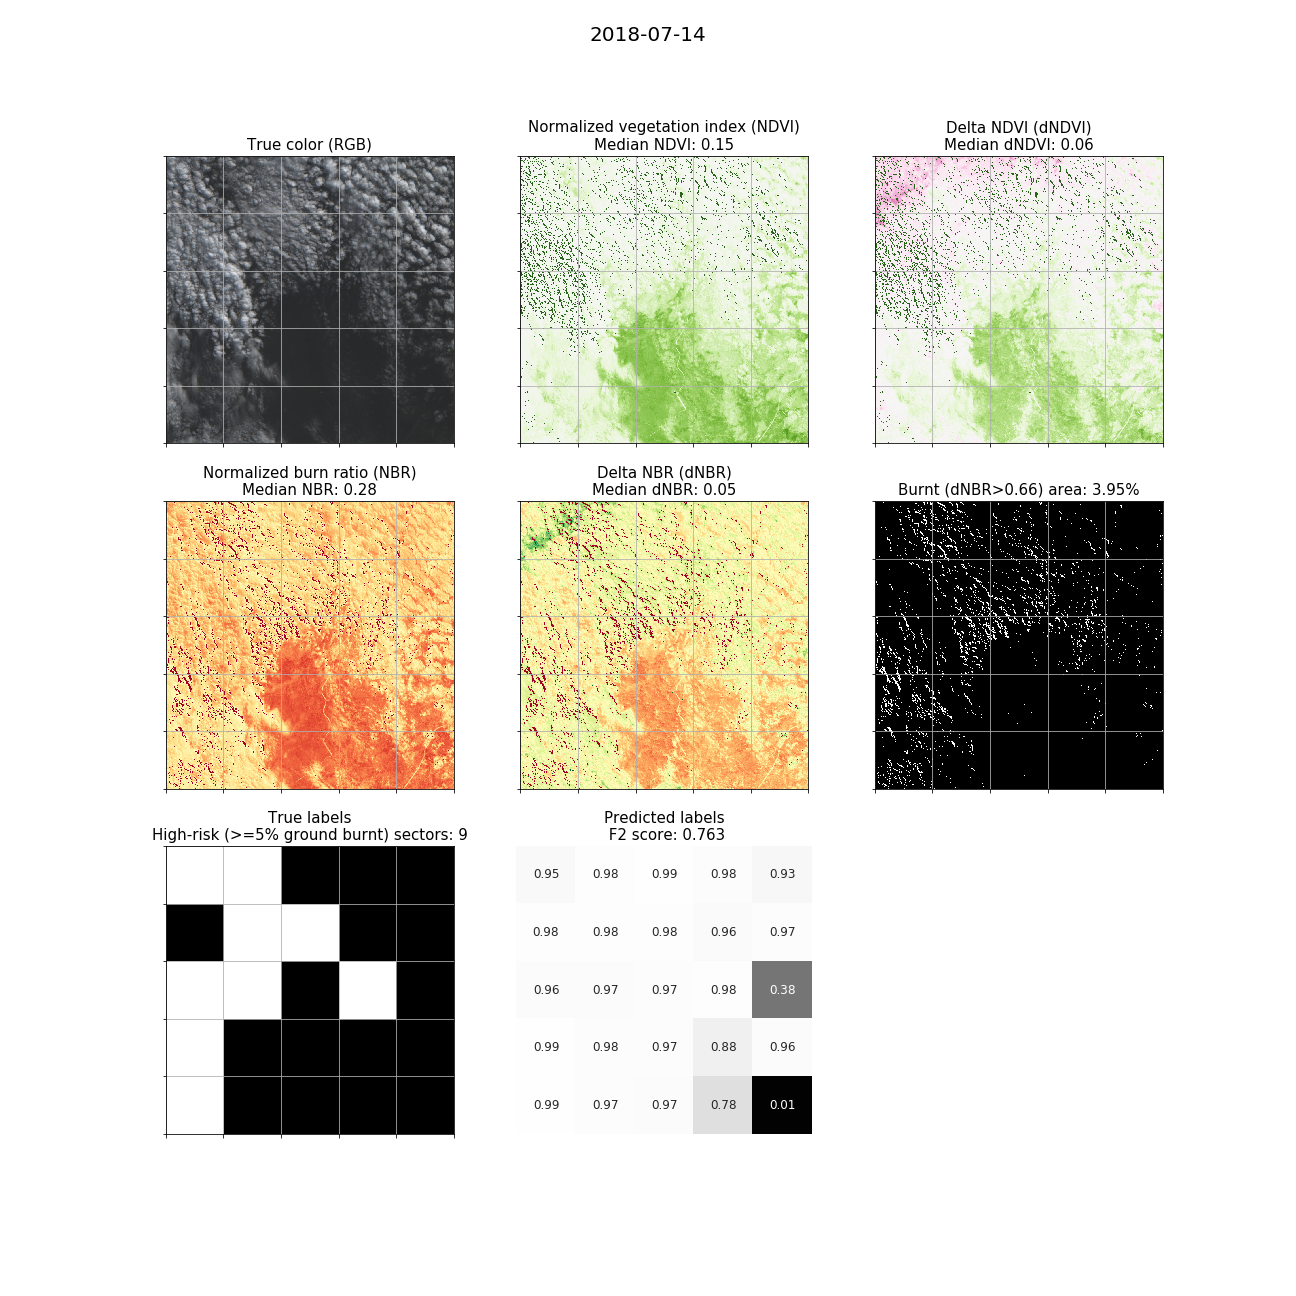 2018-07-14
True color (RGB)
Normalized vegetation index (NDVI)
Median NDVI: 0.15
Delta NDVI (dNDVI)
Median dNDVI: 0.06
Normalized burn ratio (NBR)
Median NBR: 0.28
Delta NBR (dNBR)
Median dNBR: 0.05
Burnt (dNBR>0.66) area: 3.95%
True labels
High-risk (>=5% ground burnt) sectors: 9
Predicted labels
F2 score: 0.763
0.95 0.98 0.99 0.98 0.93
0.98 0.98 0.98 0.96 0.97
0.96 0.97 0.97 0.98 0.38
0.99 0.98 0.97 0.88 0.96
0.99 0.97 0.97 0.78 0.01